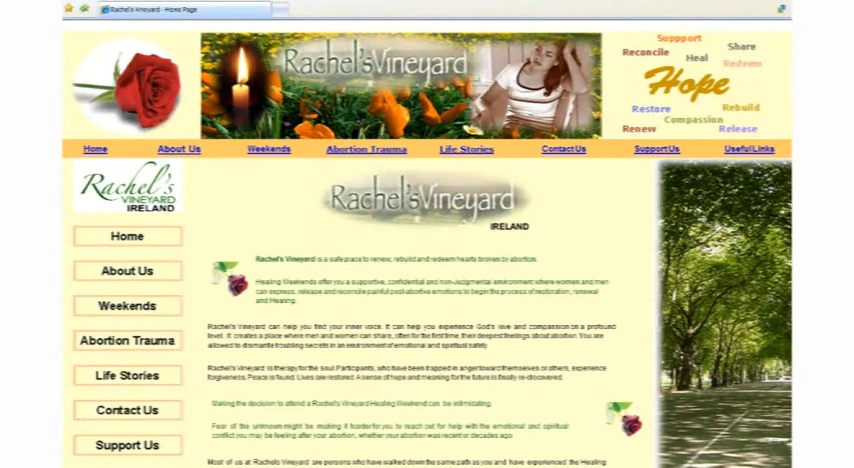 Rachel's Vineyard - Home Page
Suppport
Reconcile
Share
Heal
Redeemo
Hope
Restore
Rebuild
Compassion
Renew
Release
Rachel'sVineyard
Home About Us Weekends Abortion Trauma Life Stories Contact Us Support Us Useful Links
Rachel's
VINEYARD
IRELAND
Rachel'sVineyard
IRELAND
Home
About Us
Weekends
Abortion Trauma
Life Stories
Contact Us
Support Us
Rachel's Vineyard is a safe place to renew, rebuild and redeem hearts broken by abortion.
Healing Weekends offer you a supportive, confidential and non-Judgmental environment where women and men
can express, release and reconcile painful post-abortive emotions to begin the process of restoration, renewal
and Healing.
Rachel's Vineyard can help you find your inner voice. It can help you experience God's love and compassion on a profound
level. It creates a place where men and women can share, often for the first time, their deepest feelings about abortion. You are
allowed to dismantle troubling secrets in an environment of emotional and spiritual safety.
Rachel's Vineyard is therapy for the soul. Participants, who have been trapped in anger toward themselves or others, experience
forgiveness. Peace is found. Lives are restored. A sense of hope and meaning for the future is finally re-discovered.
Making the decision to attend a Rachel's Vineyard Healing Weekend can be intimidating.
Fear of the unknown might be making it harder for you to reach out for help with the emotional and spiritual
conflict you may be feeling after your abortion, whether your abortion was recent or decades ago.
Most of us at Rachel's Vineyard are persons who have walked down the same path as you and have experienced the Healing